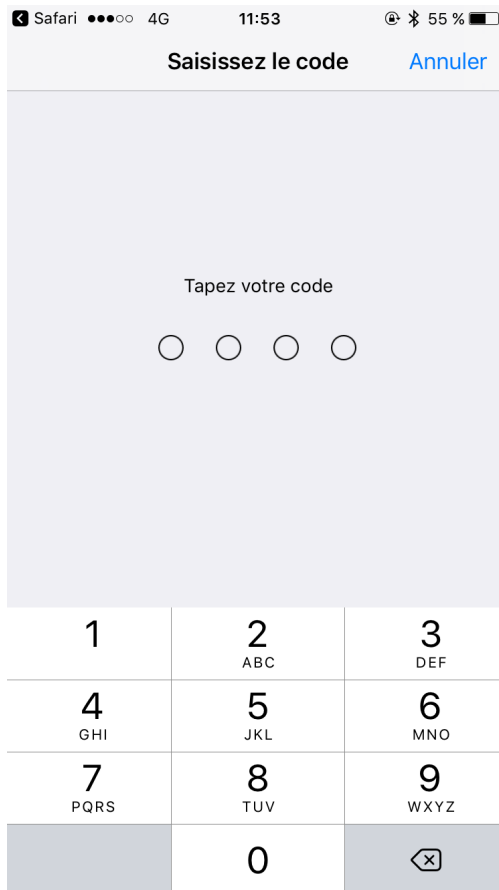 Safari 4G 11:53 55 %
Saisissez le code Annuler
Tapez votre code
1 2 3
ABC DEF
4 5 6
GHI JKL MNO
7 8 9
PQRS TUV WXYZ
0